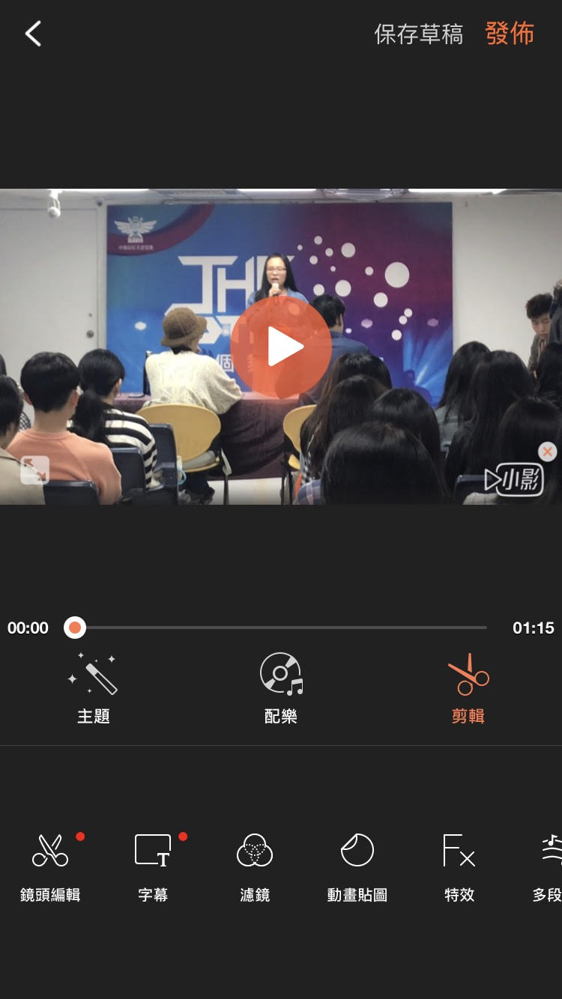 保存草稿 發佈
JHK
小影
00:00 01:15
主題 配樂 剪輯
鏡頭編輯 字幕 濾鏡 動畫貼圖 特效 多段